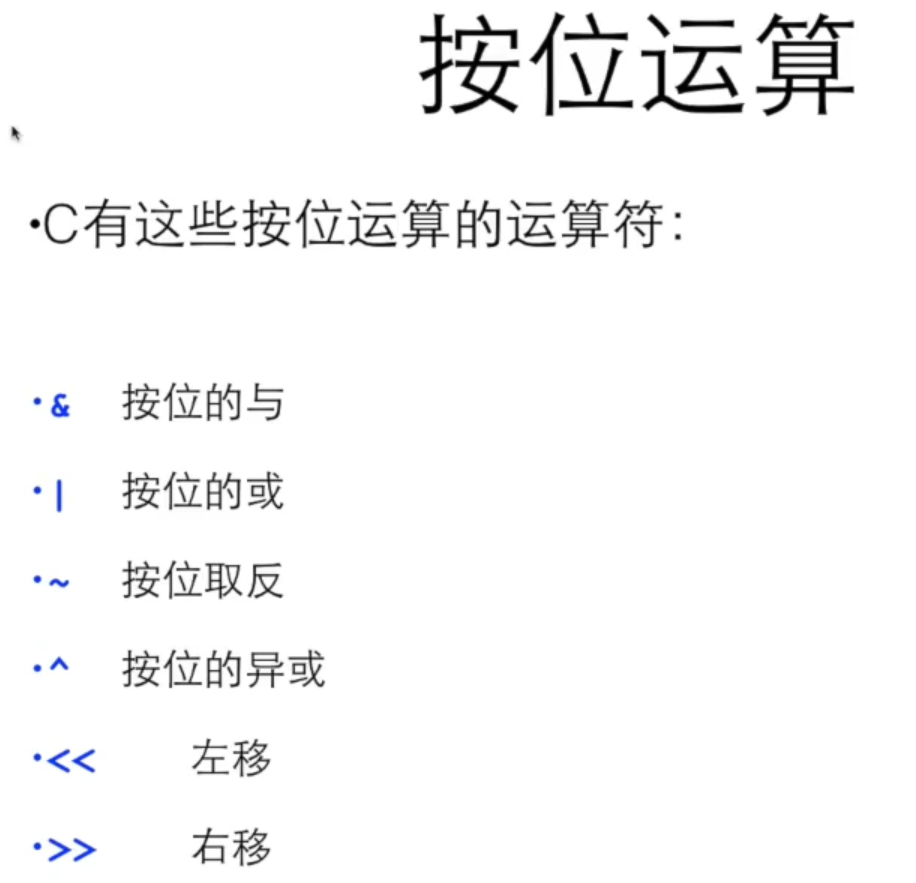 按位运算
•C有这些按位运算的运算符：
•& 按位的与
•| 按位的或
•~ 按位取反
•^ 按位的异或
•<< 左移
•>> 右移